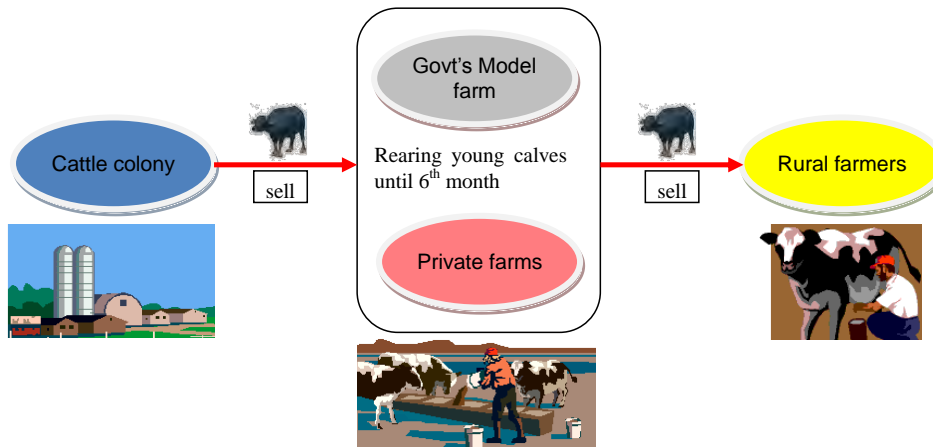 Govt's Model
farm
Cattle colony
sell
Rearing young calves
until 6th month
sell
Rural farmers
Private farms